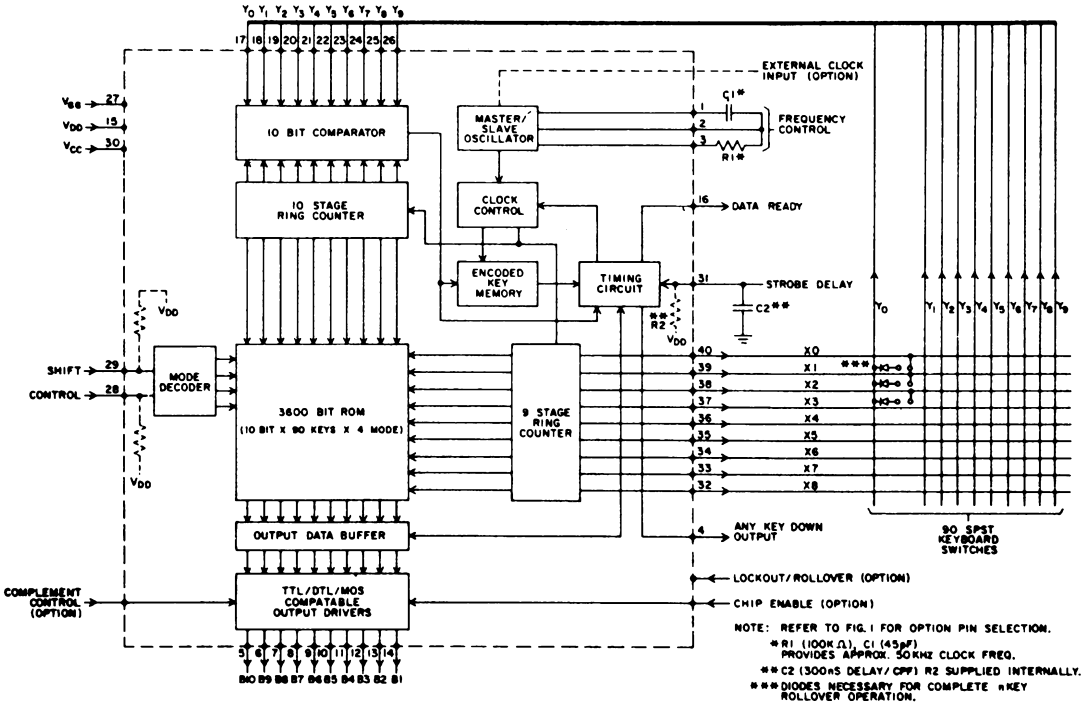 Y0 Y1 Y2 Y3 Y4 Y5 Y6 Y7 Y8 Y9
17 18 19 20 21 22 23 24 25 26
VGG 27
VDD 15
VCC 30
10 BIT COMPARATOR
10 STAGE
RING COUNTER
MASTER/
SLAVE
OSCILLATOR
EXTERNAL CLOCK
INPUT (OPTION)
1 C1*
2
3 R1*
FREQUENCY
CONTROL
CLOCK
CONTROL
16 DATA READY
ENCODED
KEY
MEMORY
TIMING
CIRCUIT
31 STROBE DELAY
C2**
**
R2
VDD
VDD
SHIFT 29
CONTROL 28
VDD
MODE
DECODER
3600 BIT ROM
(10 BIT X 90 KEYS X 4 MODE)
9 STAGE
RING
COUNTER
40 X0
39 X1
38 X2
37 X3
36 X4
35 X5
34 X6
33 X7
32 X8
***
Y0 Y1 Y2 Y3 Y4 Y5 Y6 Y7 Y8 Y9
90 SPST
KEYBOARD
SWITCHES
OUTPUT DATA BUFFER
4 ANY KEY DOWN
OUTPUT
LOCKOUT/ROLLOVER (OPTION)
CHIP ENABLE (OPTION)
COMPLEMENT
CONTROL
(OPTION)
TTL/DTL/MOS
COMPATABLE
OUTPUT DRIVERS
5 6 7 8 9 10 11 12 13 14
B10 B9 B8 B7 B6 B5 B4 B3 B2 B1
NOTE: REFER TO FIG. 1 FOR OPTION PIN SELECTION.
*R1 (100K Ω), C1 (45pF)
PROVIDES APPROX. 50KHZ CLOCK FREQ.
**C2 (300nS DELAY/CPF) R2 SUPPLIED INTERNALLY.
***DIODES NECESSARY FOR COMPLETE nKEY
ROLLOVER OPERATION.